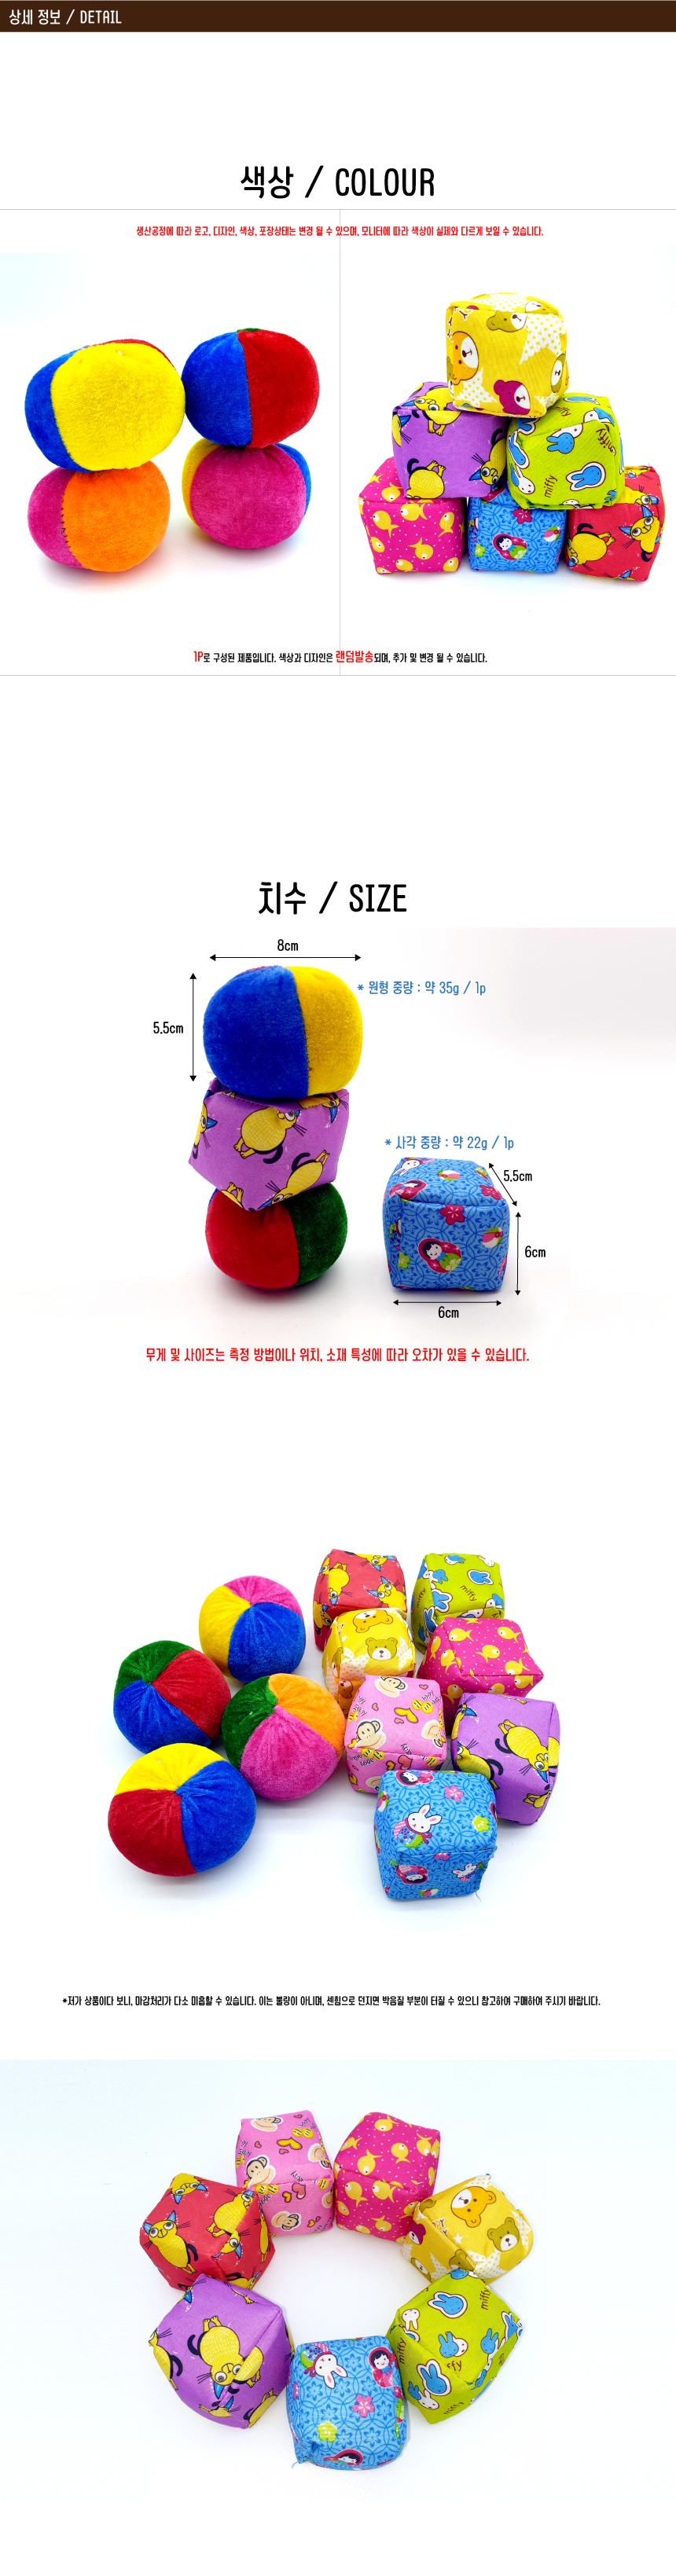 상세 정보 / DETAIL
색상 / COLOUR
생산공정에 따라 로고, 디자인, 색상, 포장상태는 변경 될 수 있으며, 모니터에 따라 색상이 실제와 다르게 보일 수 있습니다.
miffy
miffy
1P로 구성된 제품입니다. 색상과 디자인은 랜덤발송되며, 추가 및 변경 될 수 있습니다.
치수 / SIZE
8cm
* 원형 중량 : 약 35g / 1p
5.5cm
* 사각 중량 : 약 22g / 1p
5.5cm
6cm
6cm
무게 및 사이즈는 측정 방법이나 위치, 소재 특성에 따라 오차가 있을 수 있습니다.
miffy
*저가 상품이다 보니, 마감처리가 다소 미흡할 수 있습니다. 이는 불량이 아니며, 센힘으로 던지면 박음질 부분이 터질 수 있으니 참고하여 구매하여 주시기 바랍니다.
miffy
miffy
ffy
miffy